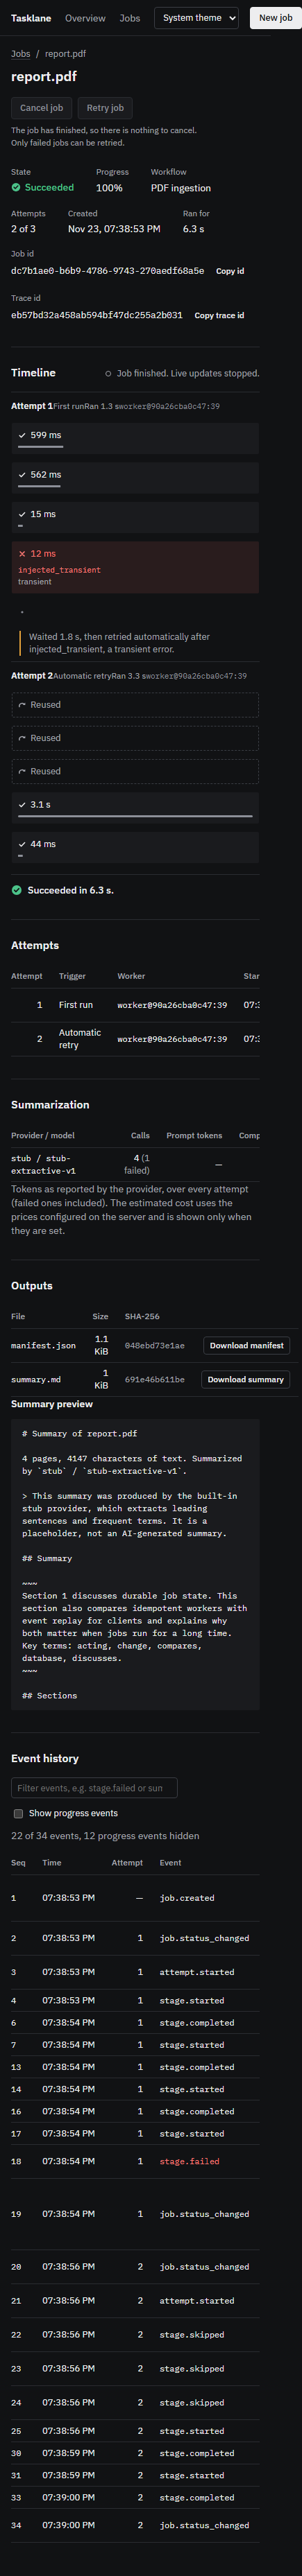 Tasklane Overview Jobs System theme New job
Jobs / report.pdf
report.pdf
Cancel job Retry job
The job has finished, so there is nothing to cancel.
Only failed jobs can be retried.
State Progress Workflow
Succeeded 100% PDF ingestion
Attempts Created Ran for
2 of 3 Nov 23, 07:38:53 PM 6.3 s
Job id
dc7b1ae0-b6b9-4786-9743-270aedf68a5e Copy id
Trace id
eb57bd32a458ab594bf47dc255a2b031 Copy trace id
Timeline Job finished. Live updates stopped.
Attempt 1First runRan 1.3 sworker@90a26cba0c47:39
599 ms
562 ms
15 ms
12 ms
injected_transient
transient
Waited 1.8 s, then retried automatically after
injected_transient, a transient error.
Attempt 2Automatic retryRan 3.3 sworker@90a26cba0c47:39
Reused
Reused
Reused
3.1 s
44 ms
Succeeded in 6.3 s.
Attempts
Attempt Trigger Worker Star
1 First run worker@90a26cba0c47:39 07:3
2 Automatic worker@90a26cba0c47:39 07:3
retry
Summarization
Provider / model Calls Prompt tokens Comp
stub / stub- 4 (1 —
extractive-v1 failed)
Tokens as reported by the provider, over every attempt
(failed ones included). The estimated cost uses the
prices configured on the server and is shown only when
they are set.
Outputs
File Size SHA-256
manifest.json 1.1 048ebd73e1ae Download manifest
KiB
summary.md 1 691e46b611be Download summary
KiB
Summary preview
# Summary of report.pdf
4 pages, 4147 characters of text. Summarized
by `stub` / `stub-extractive-v1`.
> This summary was produced by the built-in
stub provider, which extracts leading
sentences and frequent terms. It is a
placeholder, not an AI-generated summary.
## Summary
~~~
Section 1 discusses durable job state. This
section also compares idempotent workers with
event replay for clients and explains why
both matter when jobs run for a long time.
Key terms: acting, change, compares,
database, discusses.
~~~
## Sections
Event history
Filter events, e.g. stage.failed or sun
Show progress events
22 of 34 events, 12 progress events hidden
Seq Time Attempt Event
1 07:38:53 PM — job.created
2 07:38:53 PM 1 job.status_changed
3 07:38:53 PM 1 attempt.started
4 07:38:53 PM 1 stage.started
6 07:38:54 PM 1 stage.completed
7 07:38:54 PM 1 stage.started
13 07:38:54 PM 1 stage.completed
14 07:38:54 PM 1 stage.started
16 07:38:54 PM 1 stage.completed
17 07:38:54 PM 1 stage.started
18 07:38:54 PM 1 stage.failed
19 07:38:54 PM 1 job.status_changed
20 07:38:56 PM 2 job.status_changed
21 07:38:56 PM 2 attempt.started
22 07:38:56 PM 2 stage.skipped
23 07:38:56 PM 2 stage.skipped
24 07:38:56 PM 2 stage.skipped
25 07:38:56 PM 2 stage.started
30 07:38:59 PM 2 stage.completed
31 07:38:59 PM 2 stage.started
33 07:39:00 PM 2 stage.completed
34 07:39:00 PM 2 job.status_changed